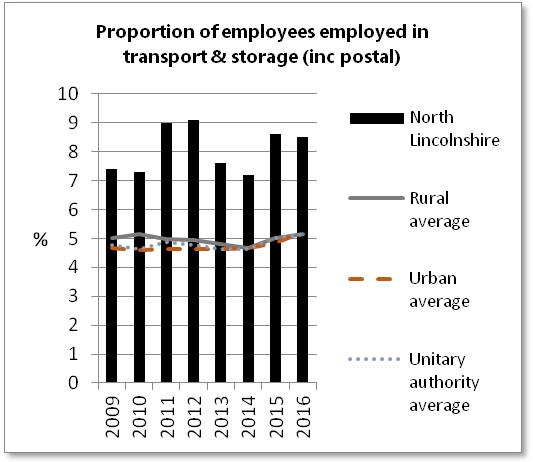 Proportion of employees employed in
transport & storage (inc postal)
10
9
8
7
6
5
4
3
2
1
0
%
2009
2010
2011
2012
2013
2014
2015
2016
North
Lincolnshire
Rural
average
Urban
average
Unitary
authority
average